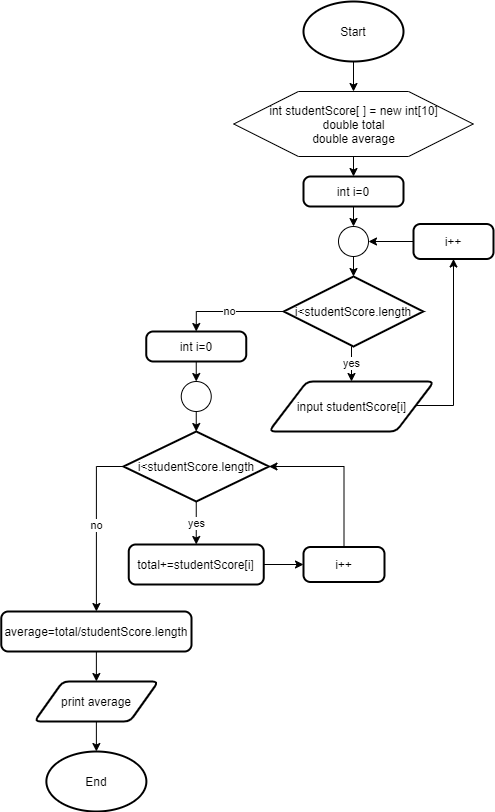 Start
int studentScore[ ] = new int[10]
double total
double average
int i=0
i++
i<studentScore.length
no
yes
int i=0
input studentScore[i]
i<studentScore.length
no
yes
total+=studentScore[i]
i++
average=total/studentScore.length
print average
End